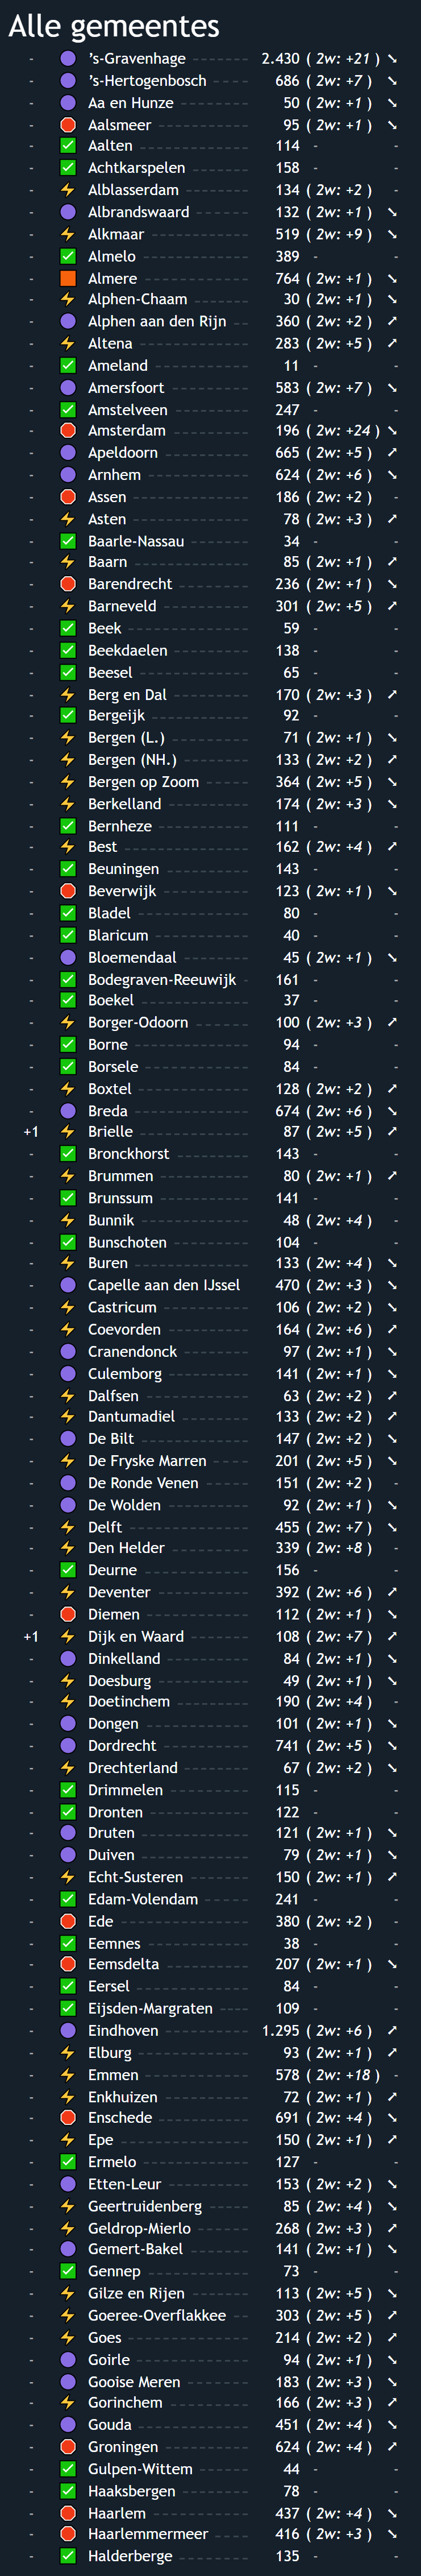 Alle gemeentes
- 's-Gravenhage 2.430 ( 2w: +21 ) ➘
- 's-Hertogenbosch 686 ( 2w: +7 ) ➘
- Aa en Hunze 50 ( 2w: +1 ) ➘
- Aalsmeer 95 ( 2w: +1 ) ➘
- Aalten 114 - -
- Achtkarspelen 158 - -
- Alblasserdam 134 ( 2w: +2 ) -
- Albrandswaard 132 ( 2w: +1 ) ➘
- Alkmaar 519 ( 2w: +9 ) ➘
- Almelo 389 - -
- Almere 764 ( 2w: +1 ) ➘
- Alphen-Chaam 30 ( 2w: +1 ) ➘
- Alphen aan den Rijn 360 ( 2w: +2 ) ➚
- Altena 283 ( 2w: +5 ) ➚
- Ameland 11 - -
- Amersfoort 583 ( 2w: +7 ) ➘
- Amstelveen 247 - -
- Amsterdam 196 ( 2w: +24 ) ➘
- Apeldoorn 665 ( 2w: +5 ) ➚
- Arnhem 624 ( 2w: +6 ) ➘
- Assen 186 ( 2w: +2 ) -
- Asten 78 ( 2w: +3 ) ➚
- Baarle-Nassau 34 - -
- Baarn 85 ( 2w: +1 ) ➚
- Barendrecht 236 ( 2w: +1 ) ➘
- Barneveld 301 ( 2w: +5 ) ➚
- Beek 59 - -
- Beekdaelen 138 - -
- Beesel 65 - -
- Berg en Dal 170 ( 2w: +3 ) ➚
- Bergeijk 92 - -
- Bergen (L.) 71 ( 2w: +1 ) ➘
- Bergen (NH.) 133 ( 2w: +2 ) ➚
- Bergen op Zoom 364 ( 2w: +5 ) ➘
- Berkelland 174 ( 2w: +3 ) ➘
- Bernheze 111 - -
- Best 162 ( 2w: +4 ) ➚
- Beuningen 143 - -
- Beverwijk 123 ( 2w: +1 ) ➘
- Bladel 80 - -
- Blaricum 40 - -
- Bloemendaal 45 ( 2w: +1 ) ➘
- Bodegraven-Reeuwijk 161 - -
- Boekel 37 - -
- Borger-Odoorn 100 ( 2w: +3 ) ➚
- Borne 94 - -
- Borsele 84 - -
- Boxtel 128 ( 2w: +2 ) ➚
- Breda 674 ( 2w: +6 ) ➘
+1 Brielle 87 ( 2w: +5 ) ➚
- Bronckhorst 143 - -
- Brummen 80 ( 2w: +1 ) ➚
- Brunssum 141 - -
- Bunnik 48 ( 2w: +4 ) -
- Bunschoten 104 - -
- Buren 133 ( 2w: +4 ) ➘
- Capelle aan den IJssel 470 ( 2w: +3 ) ➘
- Castricum 106 ( 2w: +2 ) ➘
- Coevorden 164 ( 2w: +6 ) ➚
- Cranendonck 97 ( 2w: +1 ) ➘
- Culemborg 141 ( 2w: +1 ) ➘
- Dalfsen 63 ( 2w: +2 ) ➚
- Dantumadiel 133 ( 2w: +2 ) ➚
- De Bilt 147 ( 2w: +2 ) ➘
- De Fryske Marren 201 ( 2w: +5 ) ➘
- De Ronde Venen 151 ( 2w: +2 ) -
- De Wolden 92 ( 2w: +1 ) ➘
- Delft 455 ( 2w: +7 ) ➘
- Den Helder 339 ( 2w: +8 ) -
- Deurne 156 - -
- Deventer 392 ( 2w: +6 ) ➚
- Diemen 112 ( 2w: +1 ) ➘
+1 Dijk en Waard 108 ( 2w: +7 ) ➚
- Dinkelland 84 ( 2w: +1 ) ➘
- Doesburg 49 ( 2w: +1 ) ➘
- Doetinchem 190 ( 2w: +4 ) -
- Dongen 101 ( 2w: +1 ) ➘
- Dordrecht 741 ( 2w: +5 ) ➘
- Drechterland 67 ( 2w: +2 ) ➘
- Drimmelen 115 - -
- Dronten 122 - -
- Druten 121 ( 2w: +1 ) ➘
- Duiven 79 ( 2w: +1 ) ➘
- Echt-Susteren 150 ( 2w: +1 ) ➚
- Edam-Volendam 241 - -
- Ede 380 ( 2w: +2 ) -
- Eemnes 38 - -
- Eemsdelta 207 ( 2w: +1 ) ➘
- Eersel 84 - -
- Eijsden-Margraten 109 - -
- Eindhoven 1.295 ( 2w: +6 ) ➚
- Elburg 93 ( 2w: +1 ) ➚
- Emmen 578 ( 2w: +18 ) -
- Enkhuizen 72 ( 2w: +1 ) ➚
- Enschede 691 ( 2w: +4 ) ➘
- Epe 150 ( 2w: +1 ) ➚
- Ermelo 127 - -
- Etten-Leur 153 ( 2w: +2 ) ➘
- Geertruidenberg 85 ( 2w: +4 ) ➘
- Geldrop-Mierlo 268 ( 2w: +3 ) ➚
- Gemert-Bakel 141 ( 2w: +1 ) ➘
- Gennep 73 - -
- Gilze en Rijen 113 ( 2w: +5 ) ➘
- Goeree-Overflakkee 303 ( 2w: +5 ) ➚
- Goes 214 ( 2w: +2 ) ➚
- Goirle 94 ( 2w: +1 ) ➘
- Gooise Meren 183 ( 2w: +3 ) ➘
- Gorinchem 166 ( 2w: +3 ) ➚
- Gouda 451 ( 2w: +4 ) ➘
- Groningen 624 ( 2w: +4 ) ➚
- Gulpen-Wittem 44 - -
- Haaksbergen 78 - -
- Haarlem 437 ( 2w: +4 ) ➘
- Haarlemmermeer 416 ( 2w: +3 ) ➘
- Halderberge 135 - -